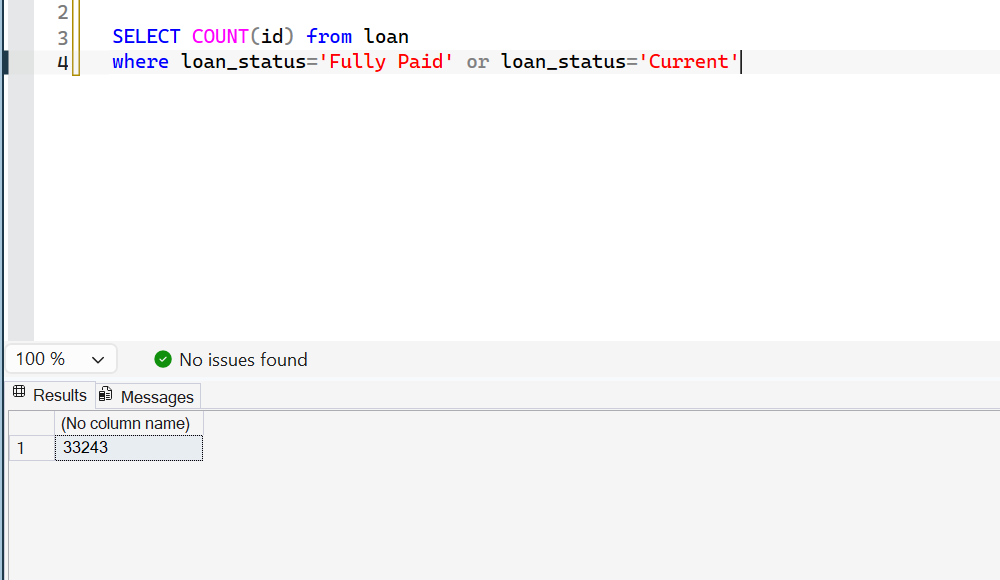 2
3 SELECT COUNT(id) from loan
4 where loan_status='Fully Paid' or loan_status='Current'
100 % No issues found
Results Messages
(No column name)
1 33243